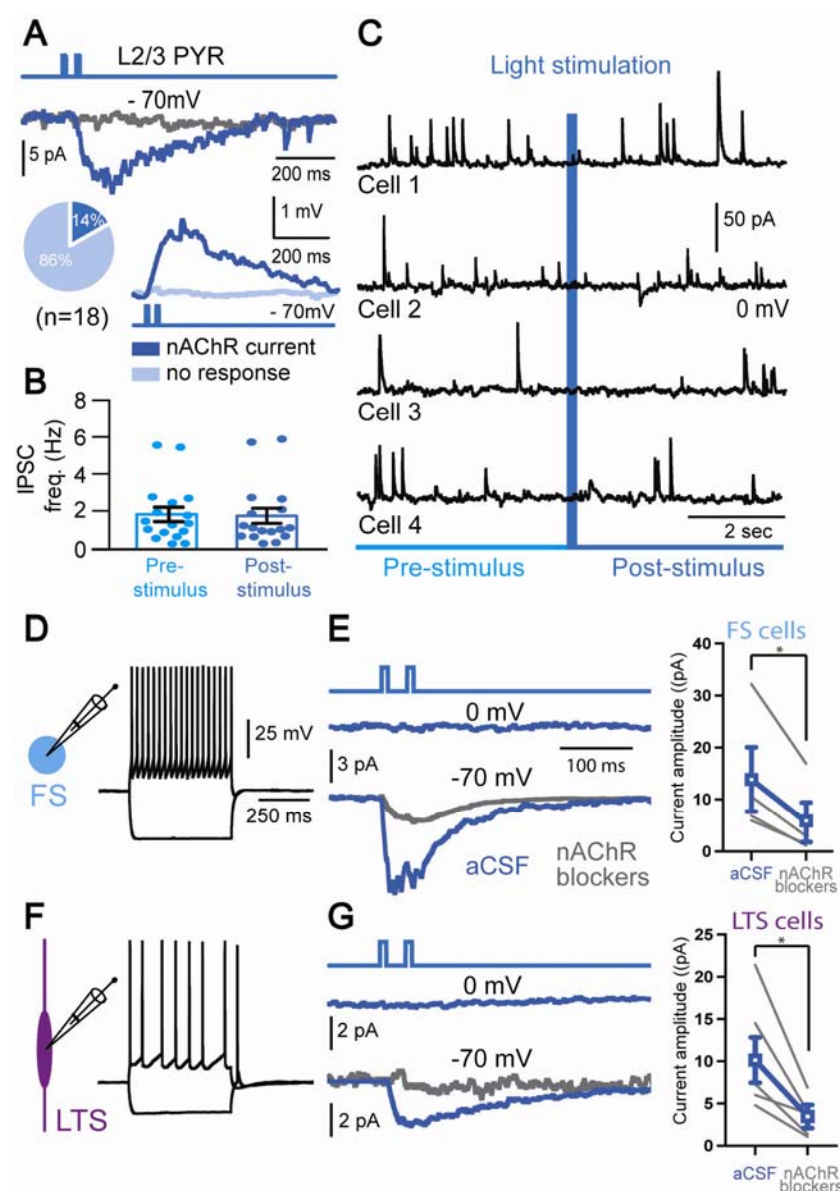 A
L2/3 PYR
- 70mV
5 pA
200 ms
14%
86%
(n=18)
1 mV
200 ms
- 70mV
nAChR current
no response
B
IPSC
freq. (Hz)
8
6
4
2
0
Pre-
stimulus
Post-
stimulus
C
Light stimulation
Cell 1
50 pA
Cell 2
0 mV
Cell 3
Cell 4
2 sec
Pre-stimulus
Post-stimulus
D
FS
25 mV
250 ms
E
0 mV
3 pA
100 ms
-70 mV
aCSF
nAChR
blockers
FS cells
*
Current amplitude ((pA)
40
30
20
10
0
aCSF
nAChR
blockers
F
LTS
G
0 mV
2 pA
-70 mV
2 pA
LTS cells
*
Current amplitude ((pA)
25
20
15
10
5
0
aCSF
nAChR
blockers